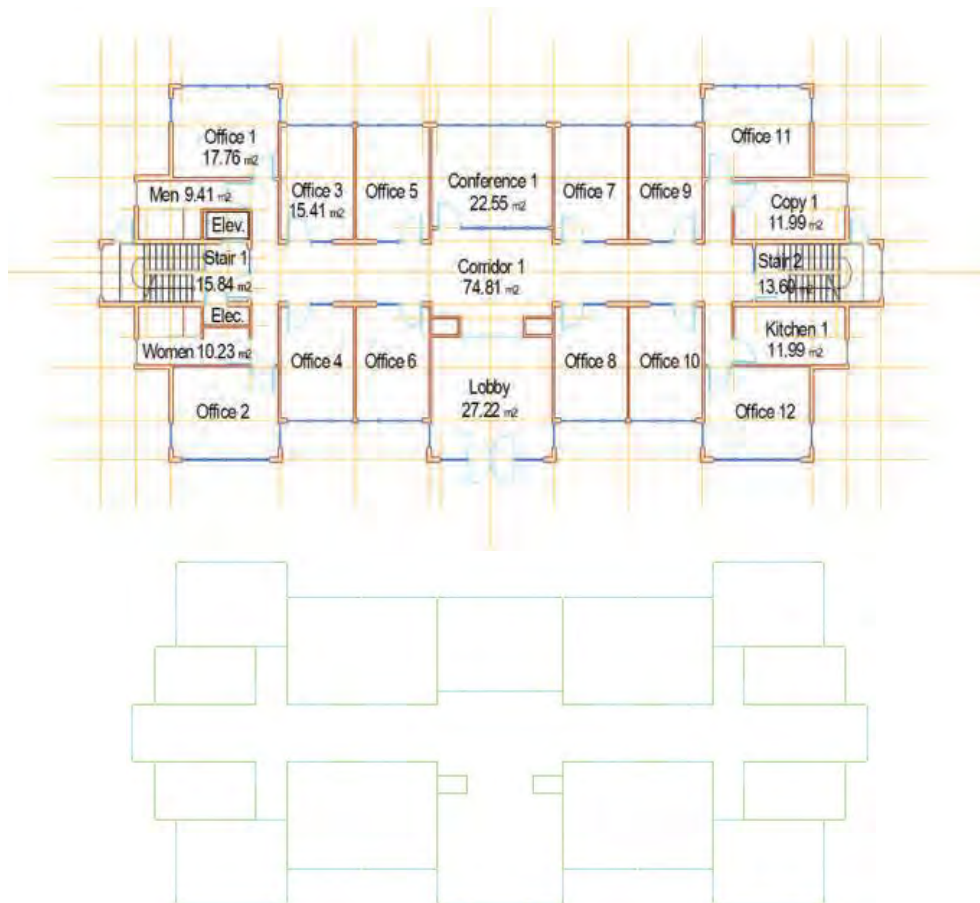 Office 1
17.76 m2
Office 11
Men 9.41 m2
Office 3
15.41 m2
Office 5
Conference 1
22.55 m2
Office 7
Office 9
Copy 1
11.99 m2
Elev.
Stair 1
15.84 m2
Corridor 1
74.81 m2
Stair 2
13.60 m2
Elec.
Women 10.23 m2
Office 4
Office 6
Lobby
27.22 m2
Office 8
Office 10
Kitchen 1
11.99 m2
Office 2
Office 12